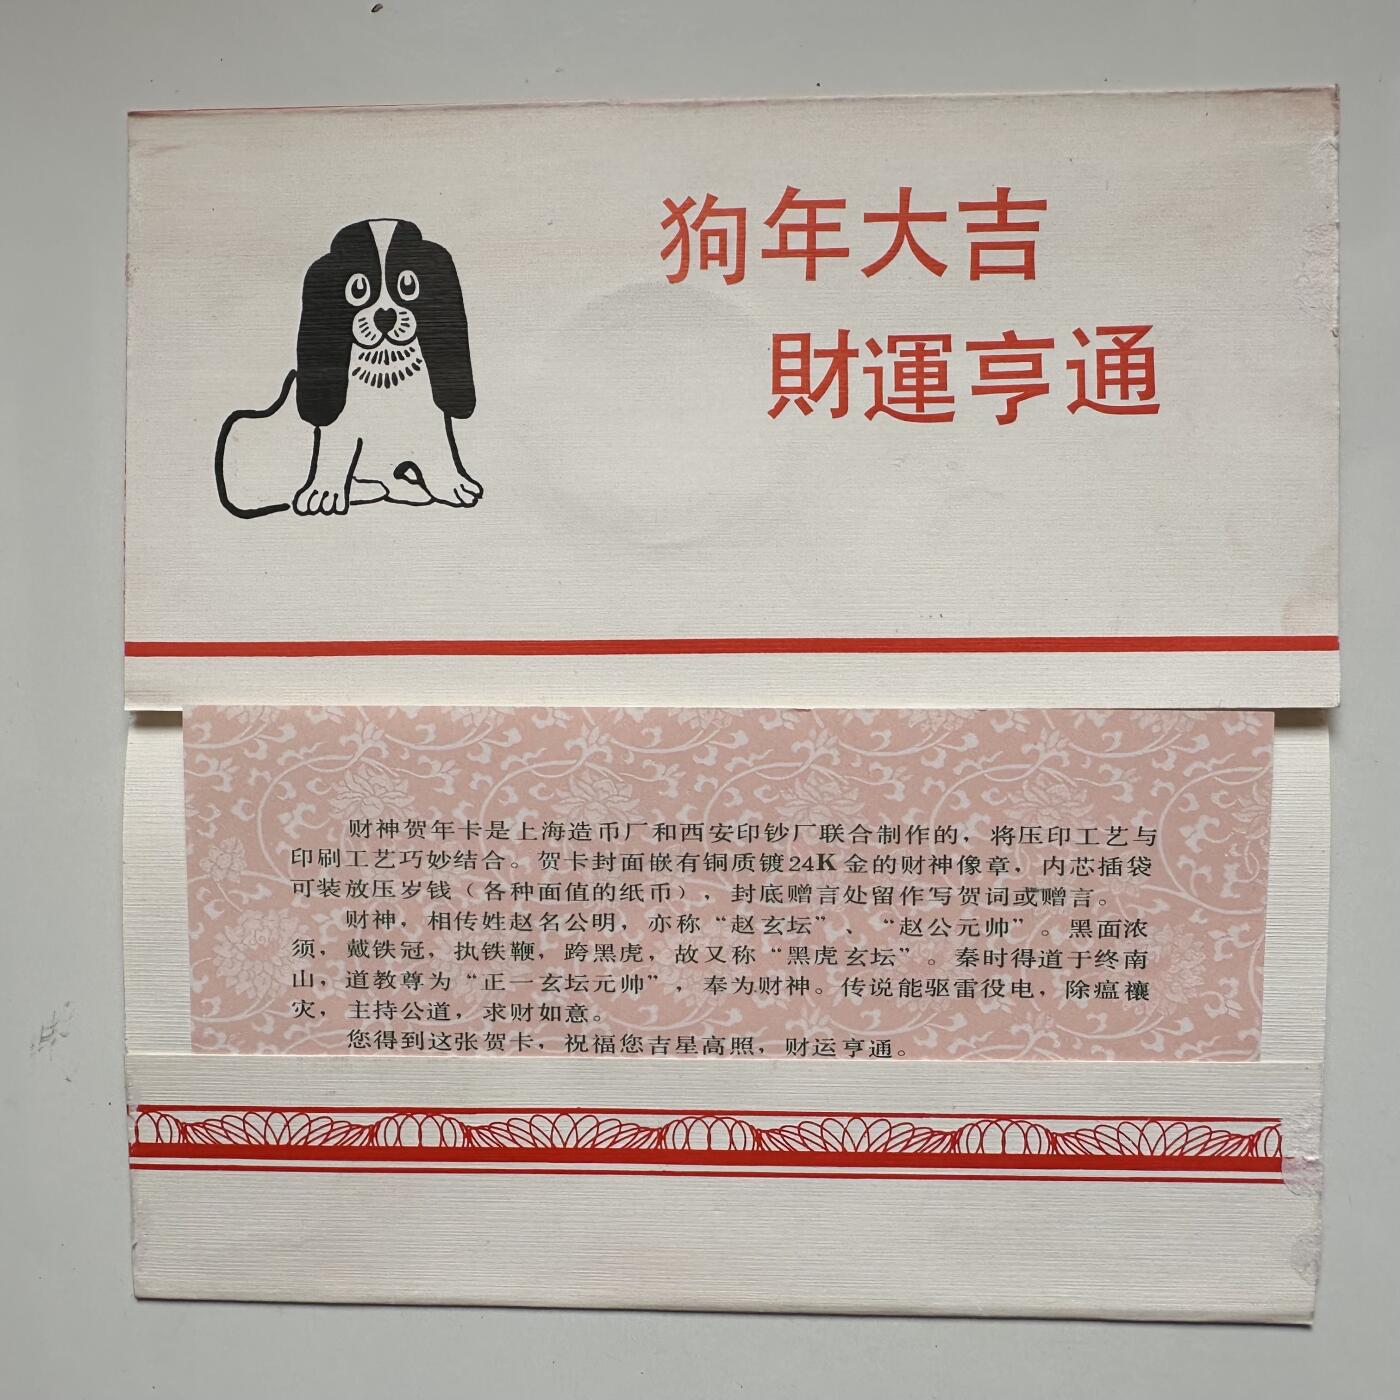 狗年大吉
財運亨通
财神贺年卡是上海造币厂和西安印钞厂联合制作的，将压印工艺与
印刷工艺巧妙结合。贺卡封面嵌有铜质镀24K金的财神像章，内芯插袋
可装放压岁钱（各种面值的纸币），封底赠言处留作写贺词或赠言。
财神，相传姓赵名公明，亦称“赵玄坛”、“赵公元帅”。黑面浓
须，戴铁冠，执铁鞭，跨黑虎，故又称“黑虎玄坛”。秦时得道于终南
山，道教尊为“正一玄坛元帅”，奉为财神。传说能驱雷役电，除瘟禳
灾，主持公道，求财如意。
您得到这张贺卡，祝福您吉星高照，财运亨通。